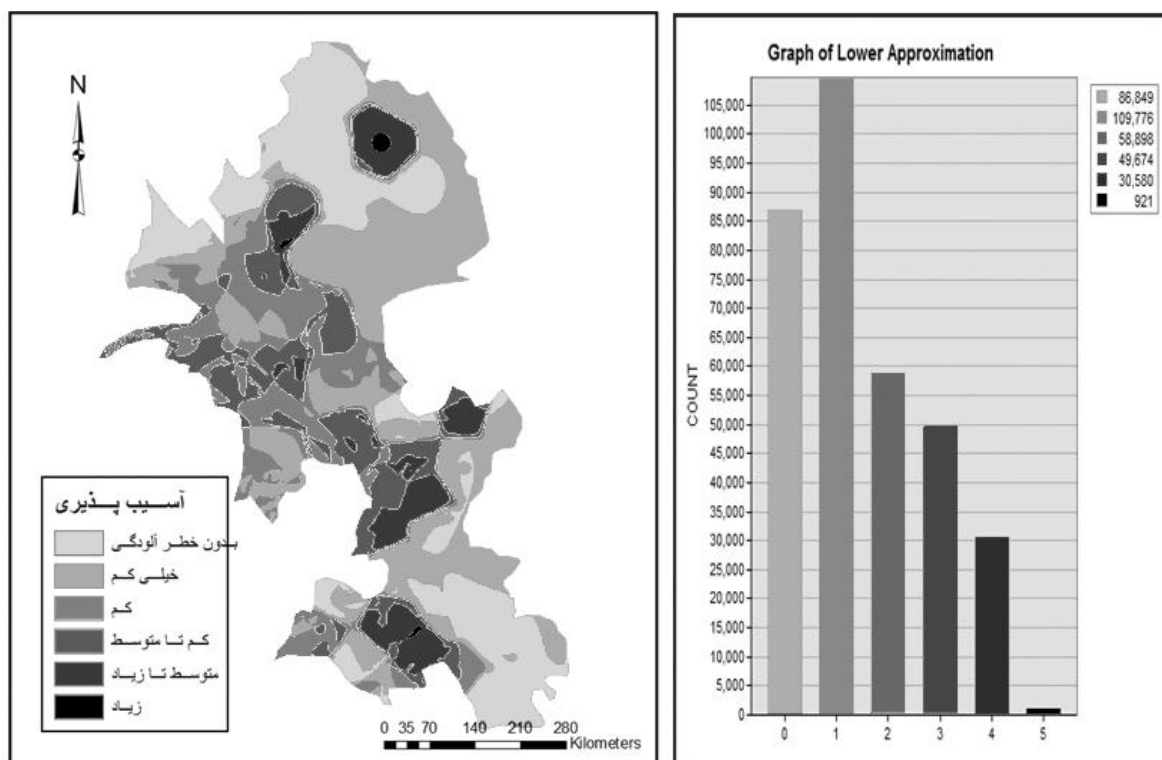 N
آسیب پذیری
بدون خطر آلودگی
خیلی کم
کم
کم تا متوسط
متوسط تا زیاد
زیاد
0 35 70 140 210 280
Kilometers
Graph of Lower Approximation
COUNT
105,000
100,000
95,000
90,000
85,000
80,000
75,000
70,000
65,000
60,000
55,000
50,000
45,000
40,000
35,000
30,000
25,000
20,000
15,000
10,000
5,000
0
0 1 2 3 4 5
86,849
109,776
58,898
49,674
30,580
921